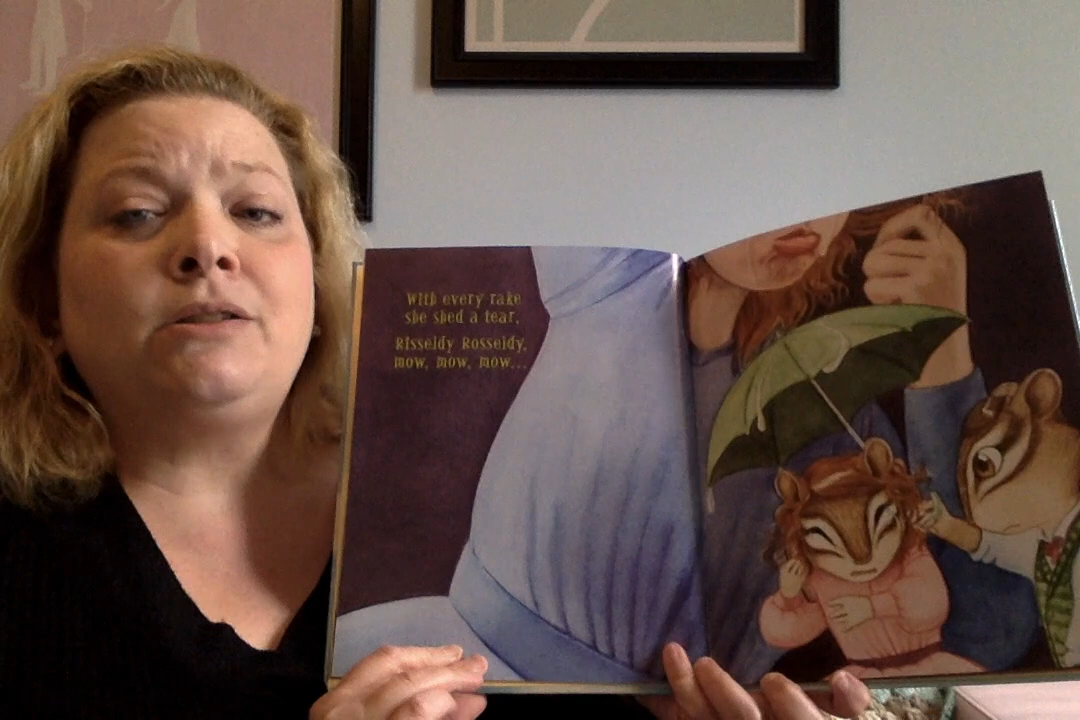 With every rake
she shed a tear,
Risseldy Rosseldy,
mow, mow, mow...